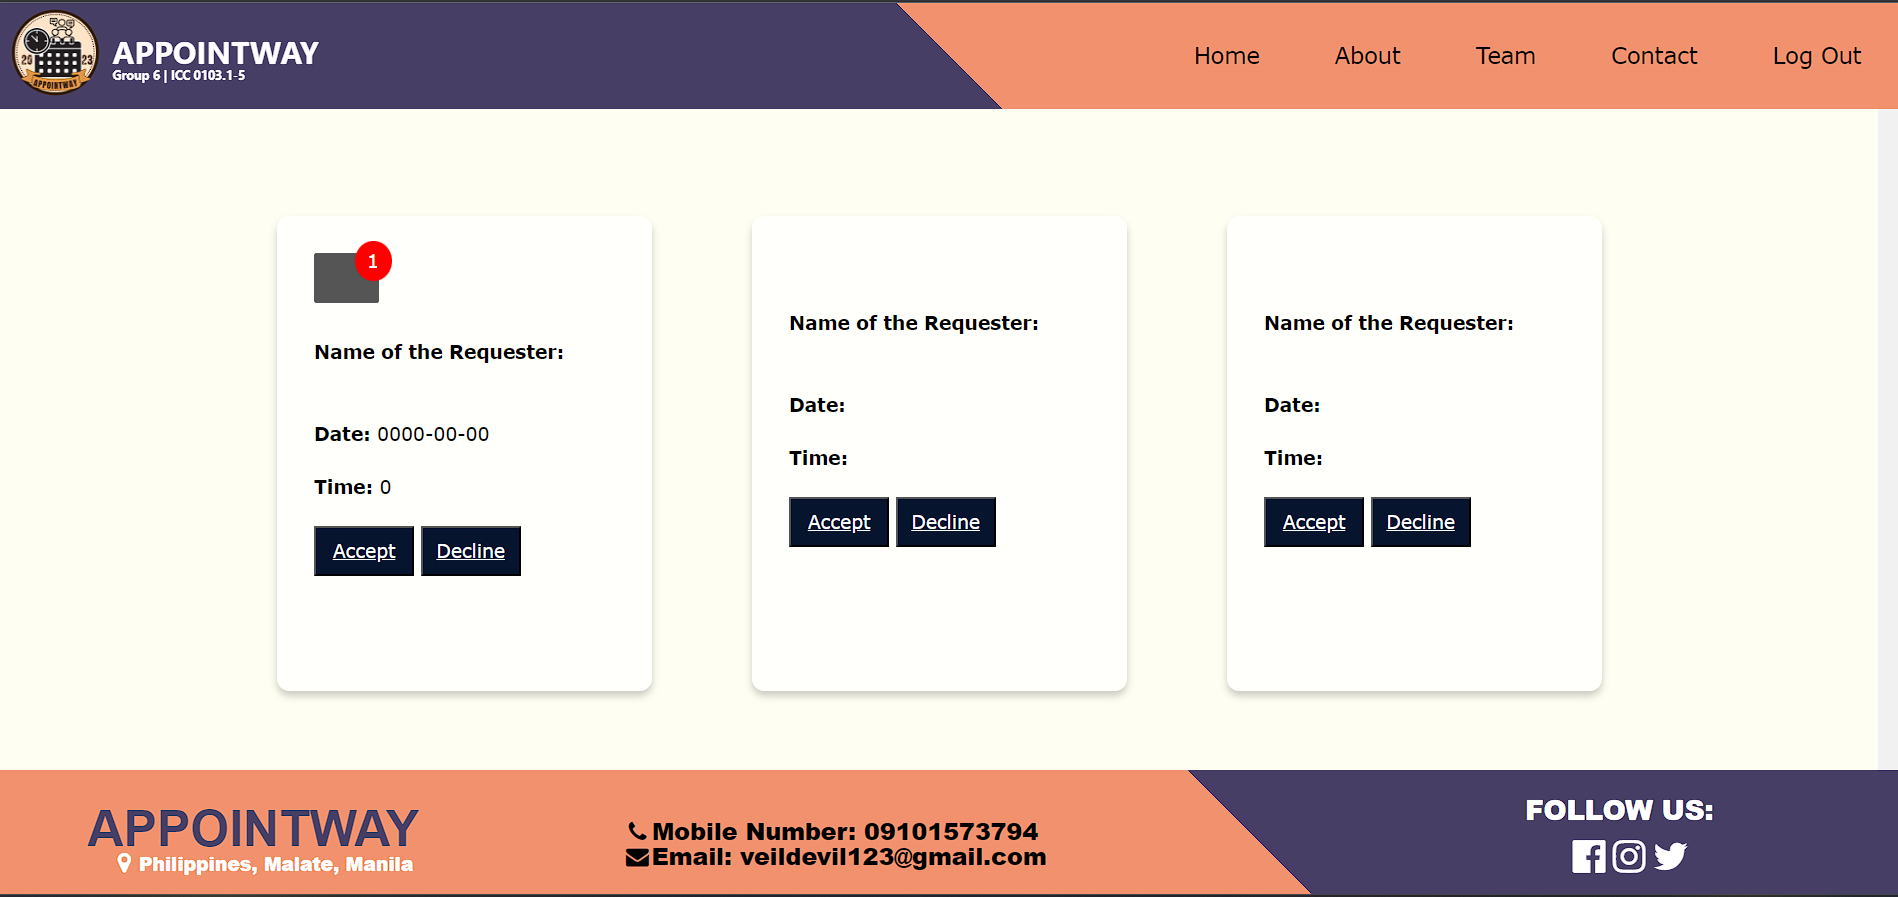 20 23
APPOINTWAY
APPOINTWAY
Group 6 | ICC 0103.1-5
Home About Team Contact Log Out
1
Name of the Requester:
Date: 0000-00-00
Time: 0
Accept Decline
Name of the Requester:
Date:
Time:
Accept Decline
Name of the Requester:
Date:
Time:
Accept Decline
APPOINTWAY
Philippines, Malate, Manila
Mobile Number: 09101573794
Email: veildevil123@gmail.com
FOLLOW US: